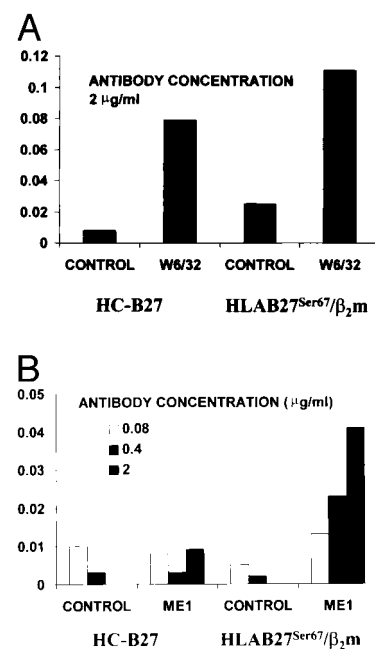 A
0.12
ANTIBODY CONCENTRATION
2 µg/ml
0.1
0.08
0.06
0.04
0.02
0
CONTROL W6/32 CONTROL W6/32
HC-B27 HLAB27ˢᵉʳ⁶⁷/β₂m
B
0.05
ANTIBODY CONCENTRATION (µg/ml)
0.08
0.4
2
0.04
0.03
0.02
0.01
0
CONTROL ME1 CONTROL ME1
HC-B27 HLAB27ˢᵉʳ⁶⁷/β₂m